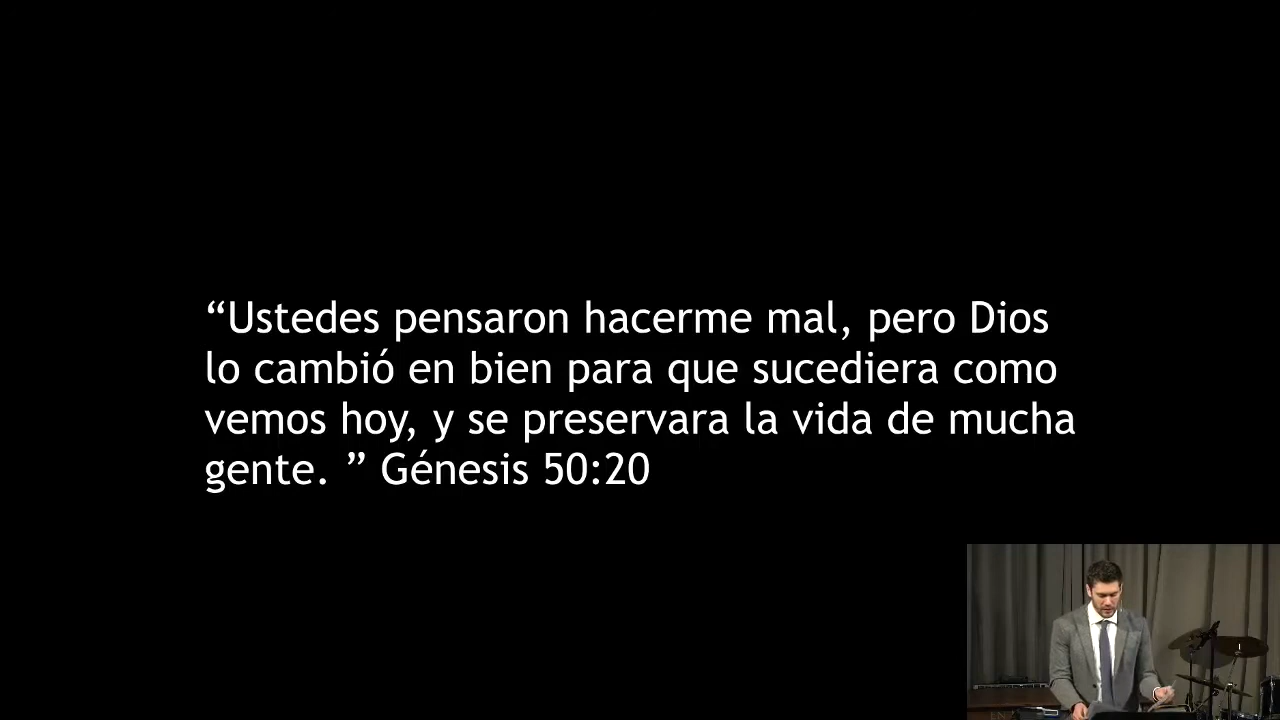 “Ustedes pensaron hacerme mal, pero Dios
lo cambió en bien para que sucediera como
vemos hoy, y se preservara la vida de mucha
gente. ” Génesis 50:20